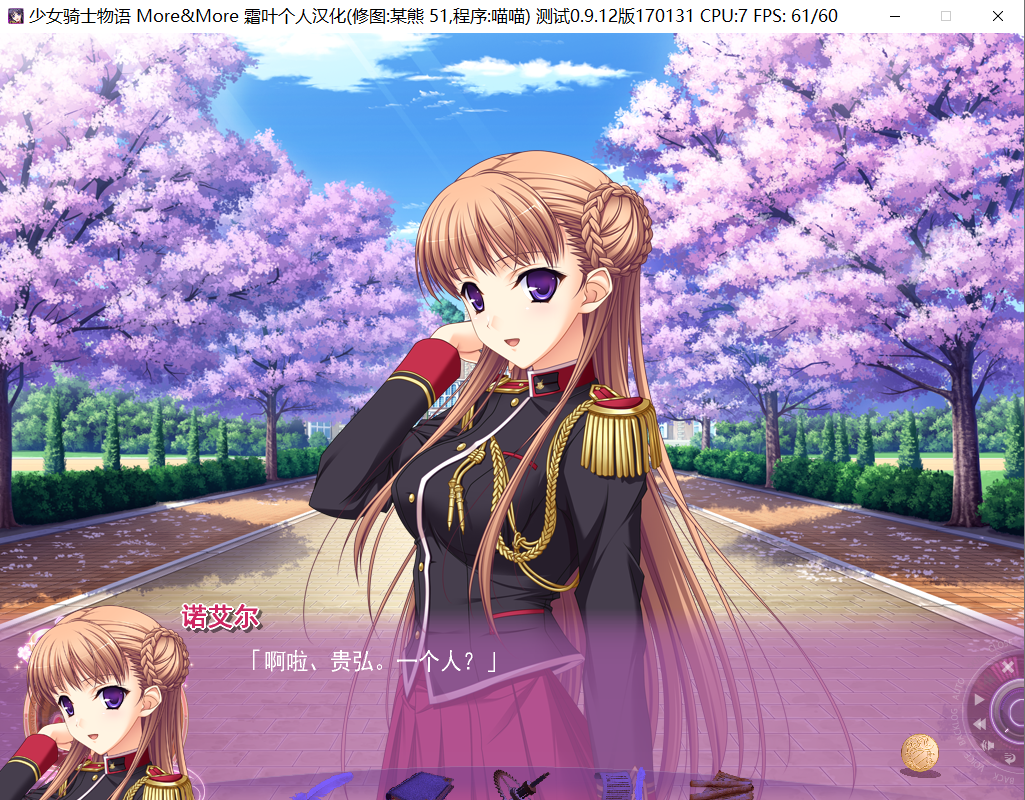 少女骑士物语 More&More 霜叶个人汉化(修图:某熊 51,程序:喵喵) 测试0.9.12版170131 CPU:7 FPS: 61/60
诺艾尔
「啊啦、贵弘。一个人？」